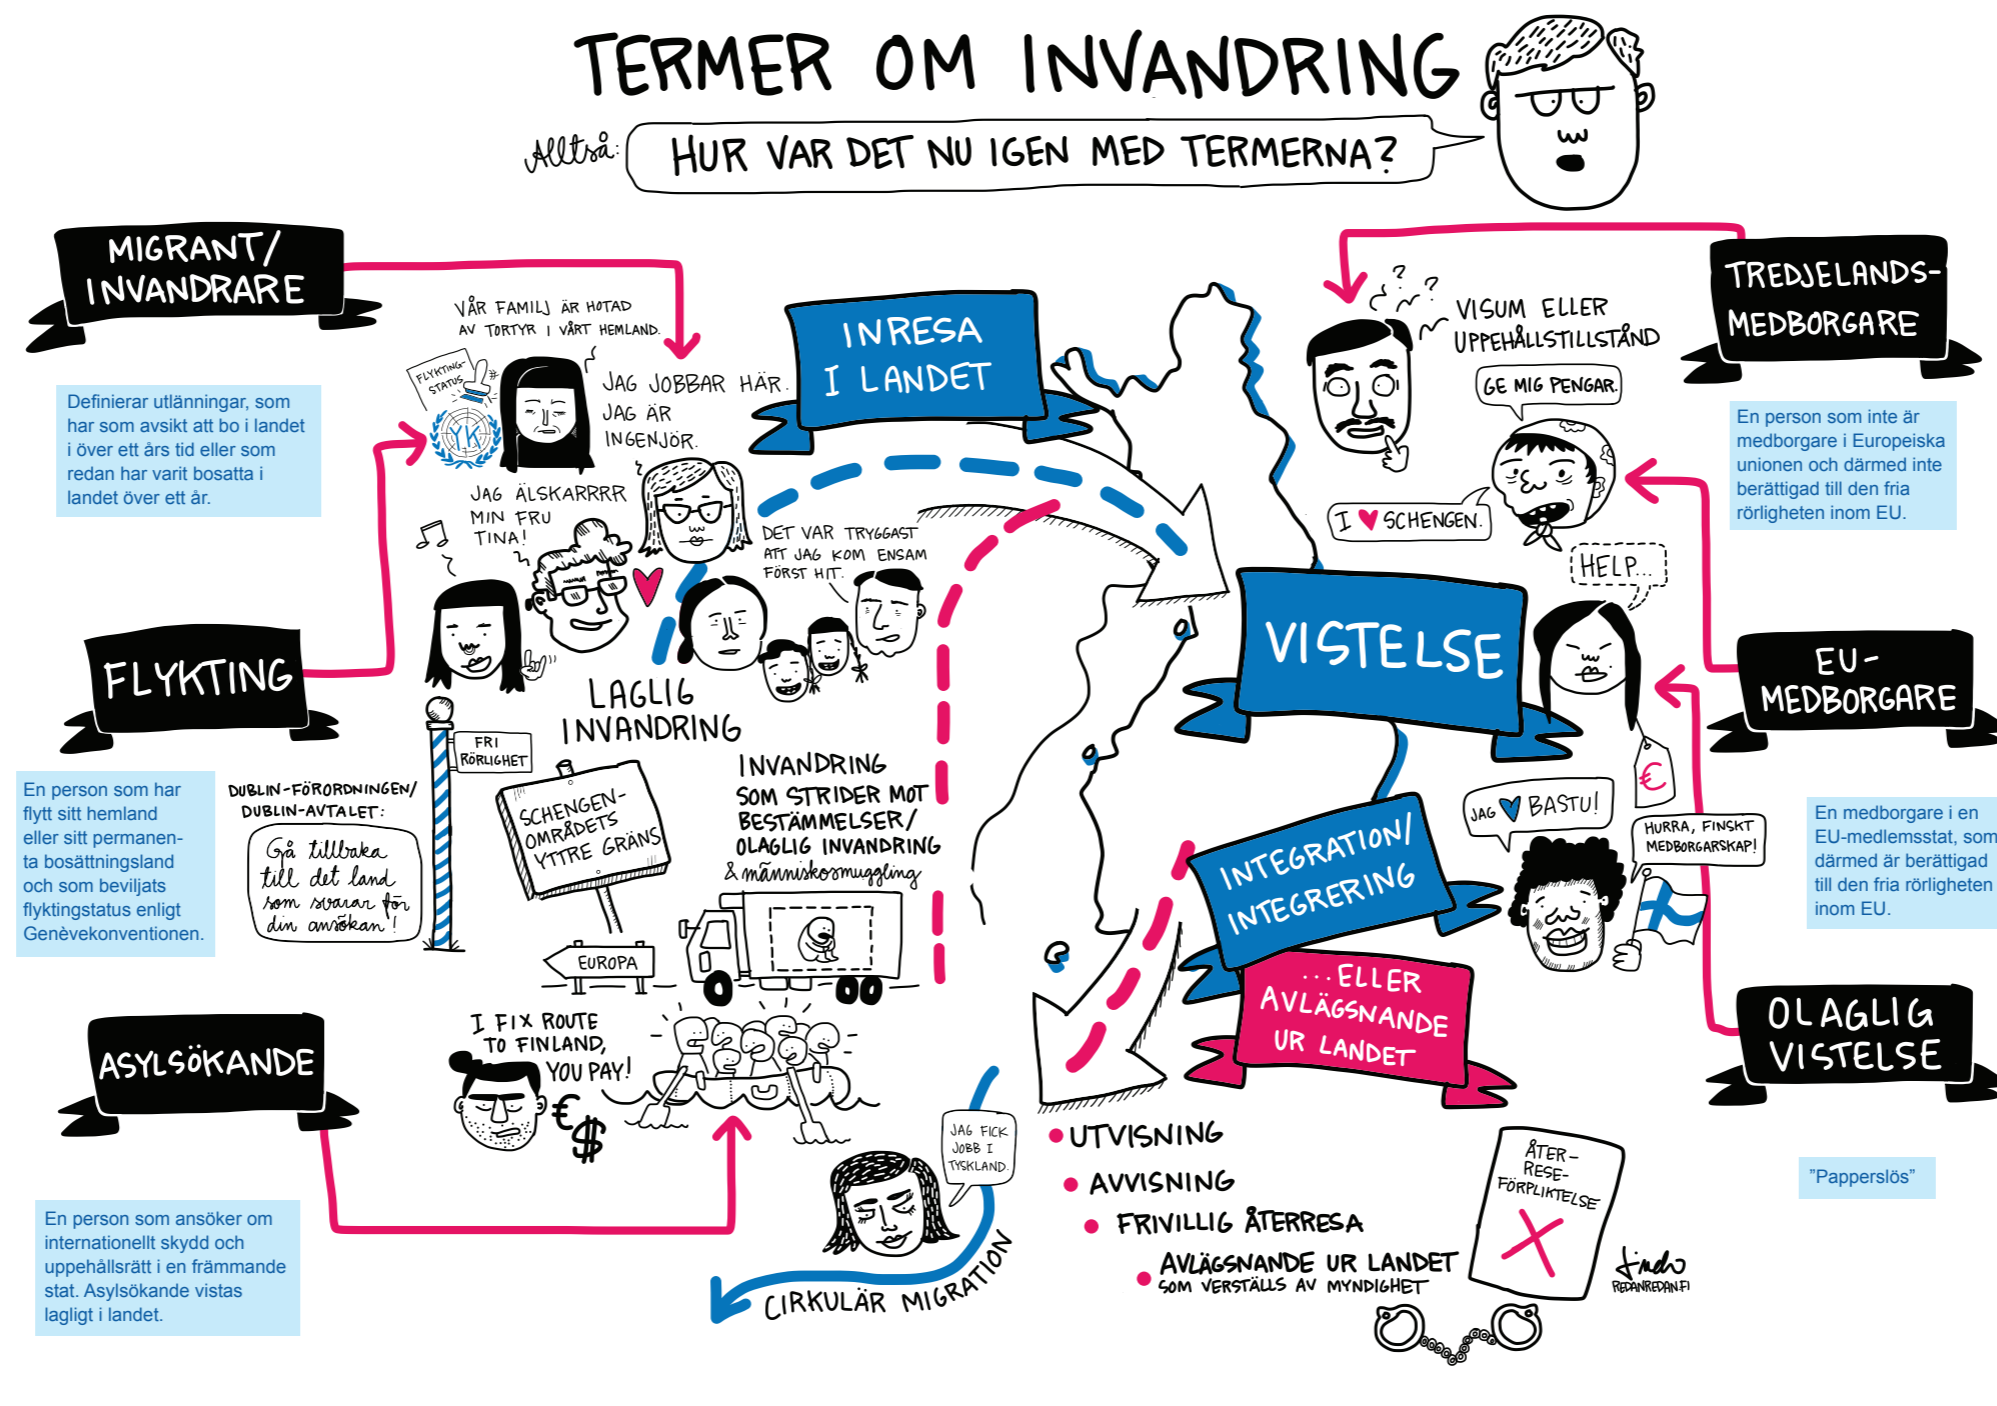 TERMER OM INVANDRING
Alltså:
HUR VAR DET NU IGEN MED TERMERNA?
MIGRANT/
INVANDRARE
Definierar utlänningar, som
har som avsikt att bo i landet
i över ett års tid eller som
redan har varit bosatta i
landet över ett år.
FLYKTING
En person som har
flytt sitt hemland
eller sitt permanen-
ta bosättningsland
och som beviljats
flyktingstatus enligt
Genèvekonventionen.
ASYLSÖKANDE
En person som ansöker om
internationellt skydd och
uppehållsrätt i en främmande
stat. Asylsökande vistas
lagligt i landet.
VÅR FAMILJ ÄR HOTAD
AV TORTYR I VÅRT HEMLAND.
FLYKTING-
STATUS
YK
JAG JOBBAR HÄR.
JAG ÄR
INGENJÖR.
JAG ÄLSKARRRR
MIN FRU
TINA!
DET VAR TRYGGAST
ATT JAG KOM ENSAM
FÖRST HIT.
LAGLIG
INVANDRING
FRI
RÖRLIGHET
DUBLIN-FÖRORDNINGEN/
DUBLIN-AVTALET:
Gå tillbaka
till det land
som svarar för
din ansökan!
SCHENGEN-
OMRÅDETS
YTTRE GRÄNS
EUROPA
INVANDRING
SOM STRIDER MOT
BESTÄMMELSER/
OLAGLIG INVANDRING
& människosmuggling
I FIX ROUTE
TO FINLAND,
YOU PAY!
€
$
JAG FICK
JOBB I
TYSKLAND.
CIRKULÄR MIGRATION
INRESA
I LANDET
VISTELSE
INTEGRATION/
INTEGRERING
...ELLER
AVLÄGSNANDE
UR LANDET
UTVISNING
AVVISNING
FRIVILLIG ÅTERRESA
AVLÄGSNANDE UR LANDET
SOM VERSTÄLLS AV MYNDIGHET
ÅTER-
RESE-
FÖRPLIKTELSE
REDANREDAN.FI
? ? ?
VISUM ELLER
UPPEHÅLLSTILLSTÅND
GE MIG PENGAR.
I ♥ SCHENGEN.
HELP...
€
JAG ♥ BASTU!
HURRA, FINSKT
MEDBORGARSKAP!
TREDJELANDS-
MEDBORGARE
En person som inte är
medborgare i Europeiska
unionen och därmed inte
berättigad till den fria
rörligheten inom EU.
EU-
MEDBORGARE
En medborgare i en
EU-medlemsstat, som
därmed är berättigad
till den fria rörligheten
inom EU.
OLAGLIG
VISTELSE
”Papperslös”